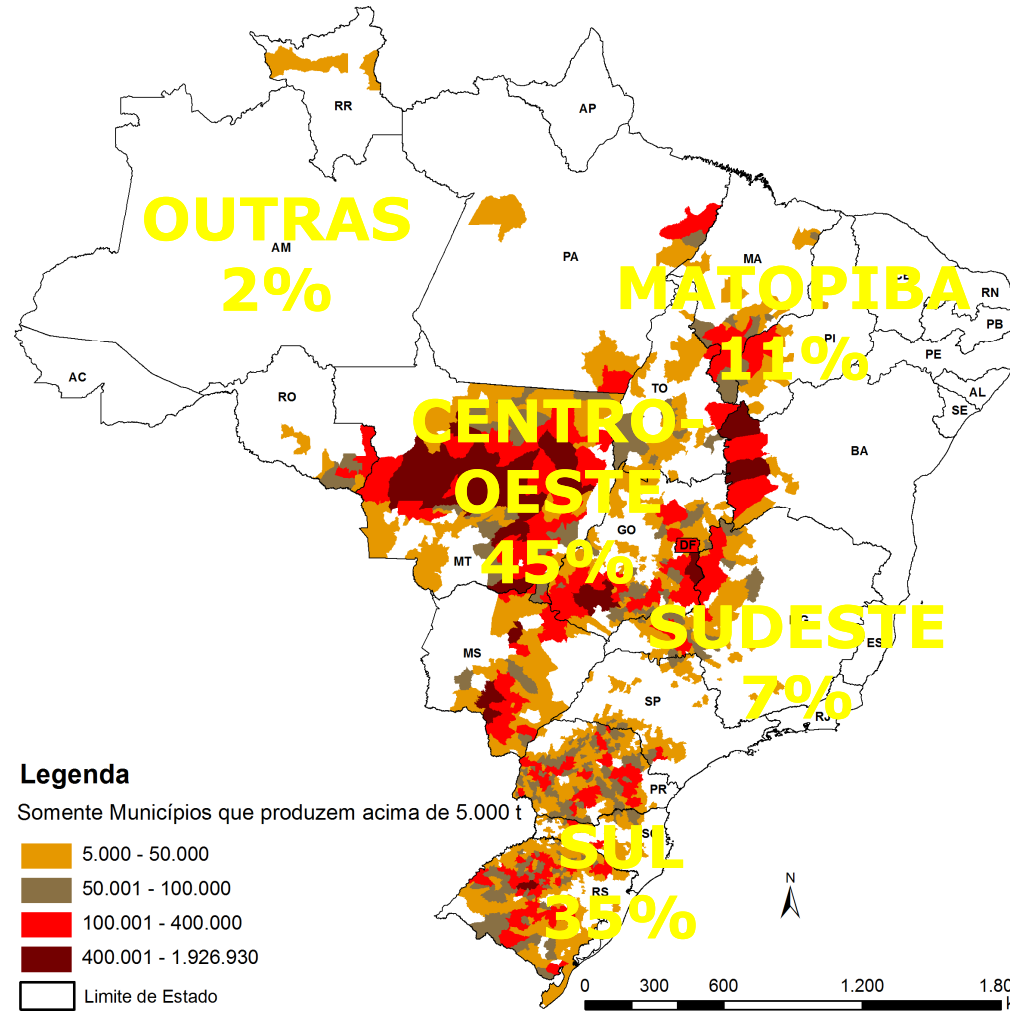 RR
AP
OUTRAS
AM
2%
PA
MA
MATOPIBA
RN
PB
PI
11%
PE
AC
RO
TO
AL
SE
CENTRO-
BA
OESTE
GO
DF
45%
MT
SUDESTE
ES
MS
7%
SP
RJ
Legenda
PR
Somente Municípios que produzem acima de 5.000 t
SUL
5.000 - 50.000
50.001 - 100.000
RS
35%
N
100.001 - 400.000
400.001 - 1.926.930
Limite de Estado
0 300 600 1.200 1.80